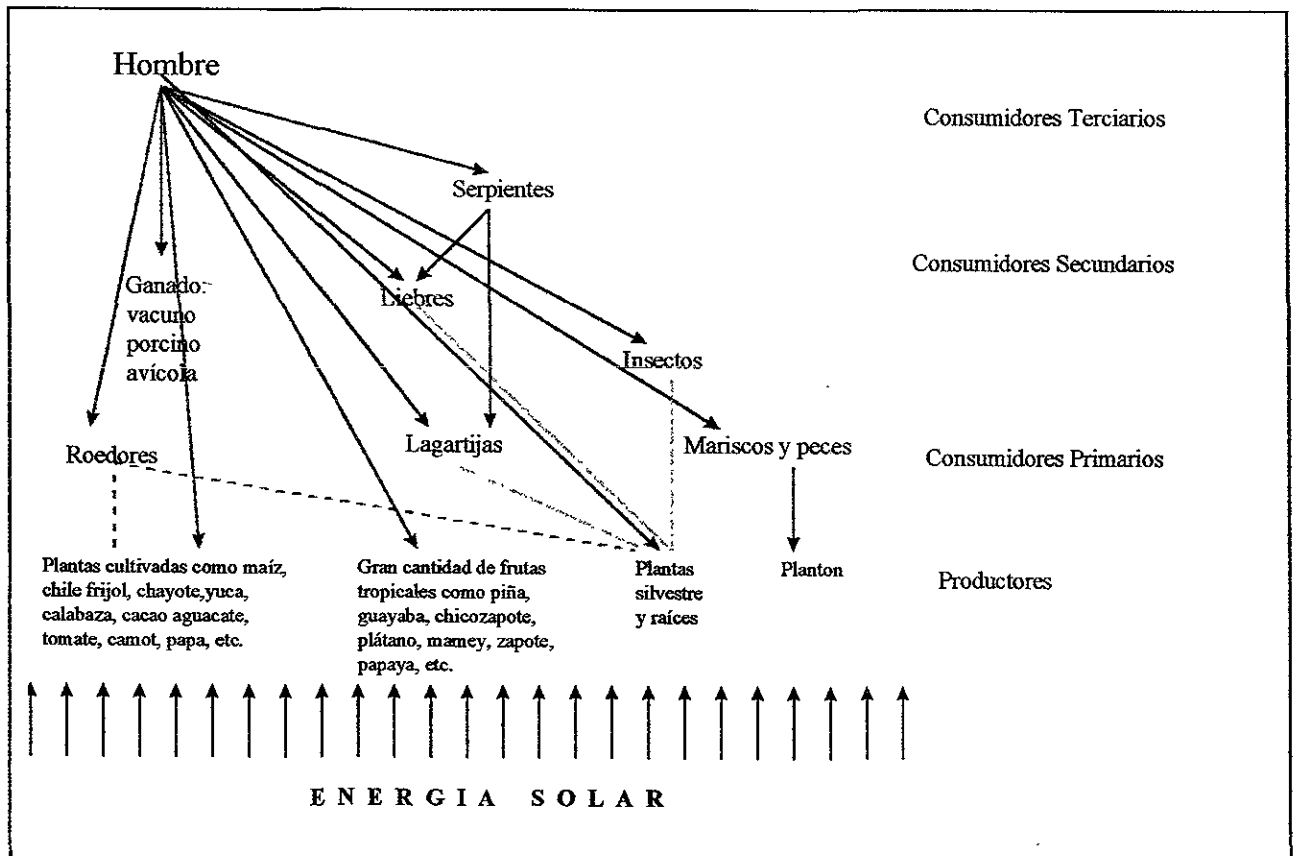 Hombre
Consumidores Terciarios
Serpientes
Consumidores Secundarios
Ganado:
vacuno
porcino
avícola
Liebres
Insectos
Roedores
Lagartijas
Mariscos y peces
Consumidores Primarios
Plantas cultivadas como maíz,
chile frijol, chayote,yuca,
calabaza, cacao aguacate,
tomate, camot, papa, etc.
Gran cantidad de frutas
tropicales como piña,
guayaba, chicozapote,
plátano, mamey, zapote,
papaya, etc.
Plantas
silvestre
y raíces
Planton
Productores
ENERGIA SOLAR